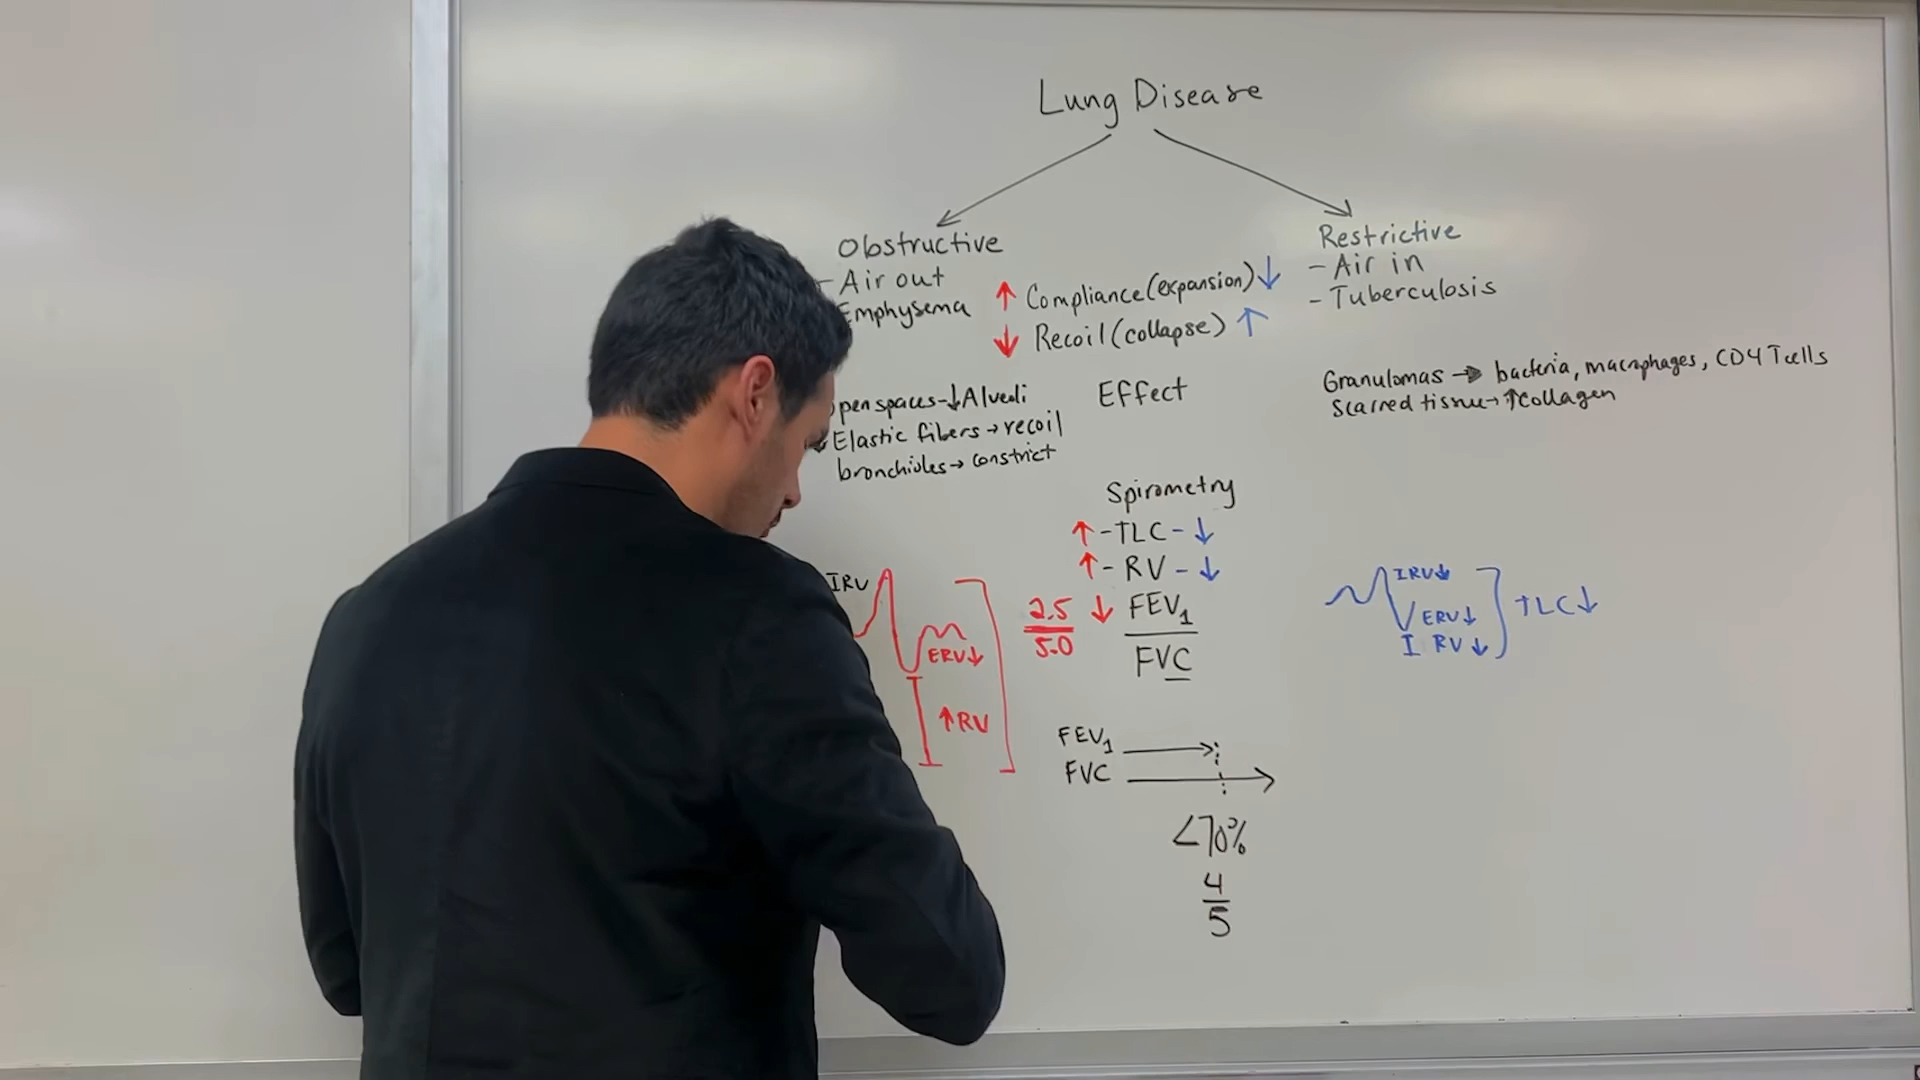 Lung Disease
Obstructive
- Air out
Emphysema
↑ Compliance (expansion) ↓
↓ Recoil (collapse) ↑
Restrictive
- Air in
- Tuberculosis
pen spaces - ↓ Alveoli
Elastic fibers → recoil
bronchioles → constrict
Effect
Granulomas → bacteria, macrophages, CD4 T cells
Scarred tissue → ↑ collagen
Spirometry
↑ - TLC - ↓
↑ - RV - ↓
2.5
5.0
↓ FEV1
FVC
IRV
ERV ↓
↑ RV
IRV ↓
ERV ↓
I RV ↓
TLC ↓
FEV1
FVC
<70%
4
5